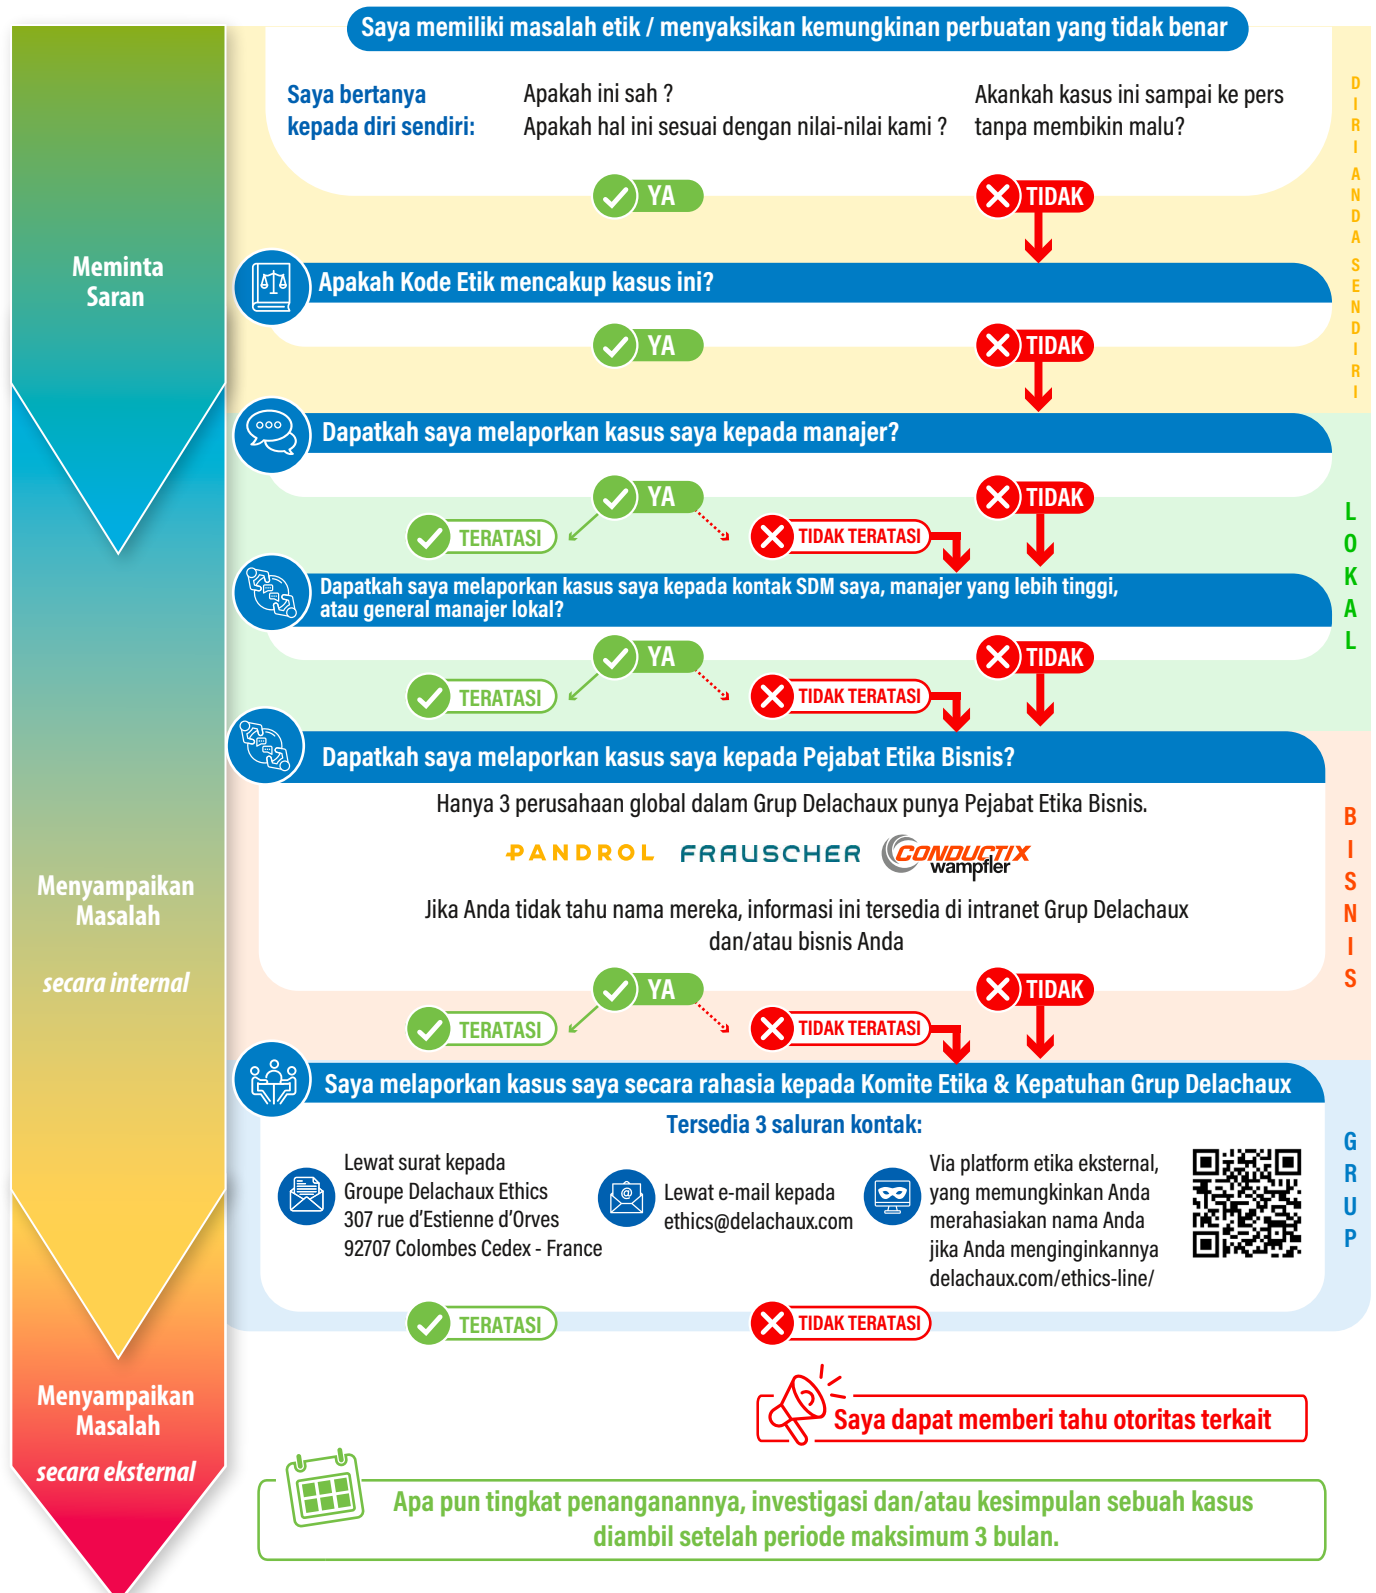 Saya memiliki masalah etik / menyaksikan kemungkinan perbuatan yang tidak benar
Saya bertanya
kepada diri sendiri:
Apakah ini sah ?
Apakah hal ini sesuai dengan nilai-nilai kami ?
Akankah kasus ini sampai ke pers
tanpa membikin malu?
YA
TIDAK
DIRI ANDA SENDIRI
Meminta
Saran
Apakah Kode Etik mencakup kasus ini?
YA
TIDAK
Dapatkah saya melaporkan kasus saya kepada manajer?
YA
TIDAK
TERATASI
TIDAK TERATASI
LOKAL
Dapatkah saya melaporkan kasus saya kepada kontak SDM saya, manajer yang lebih tinggi,
atau general manajer lokal?
YA
TIDAK
TERATASI
TIDAK TERATASI
Dapatkah saya melaporkan kasus saya kepada Pejabat Etika Bisnis?
Hanya 3 perusahaan global dalam Grup Delachaux punya Pejabat Etika Bisnis.
PANDROL
FRAUSCHER
CONDUCTIX
wampfler
Jika Anda tidak tahu nama mereka, informasi ini tersedia di intranet Grup Delachaux
dan/atau bisnis Anda
BISNIS
Menyampaikan
Masalah
secara internal
YA
TIDAK
TERATASI
TIDAK TERATASI
Saya melaporkan kasus saya secara rahasia kepada Komite Etika & Kepatuhan Grup Delachaux
Tersedia 3 saluran kontak:
Lewat surat kepada
Groupe Delachaux Ethics
307 rue d’Estienne d’Orves
92707 Colombes Cedex - France
Lewat e-mail kepada
ethics@delachaux.com
Via platform etika eksternal,
yang memungkinkan Anda
merahasiakan nama Anda
jika Anda menginginkannya
delachaux.com/ethics-line/
GRUP
TERATASI
TIDAK TERATASI
Menyampaikan
Masalah
secara eksternal
Saya dapat memberi tahu otoritas terkait
Apa pun tingkat penanganannya, investigasi dan/atau kesimpulan sebuah kasus
diambil setelah periode maksimum 3 bulan.